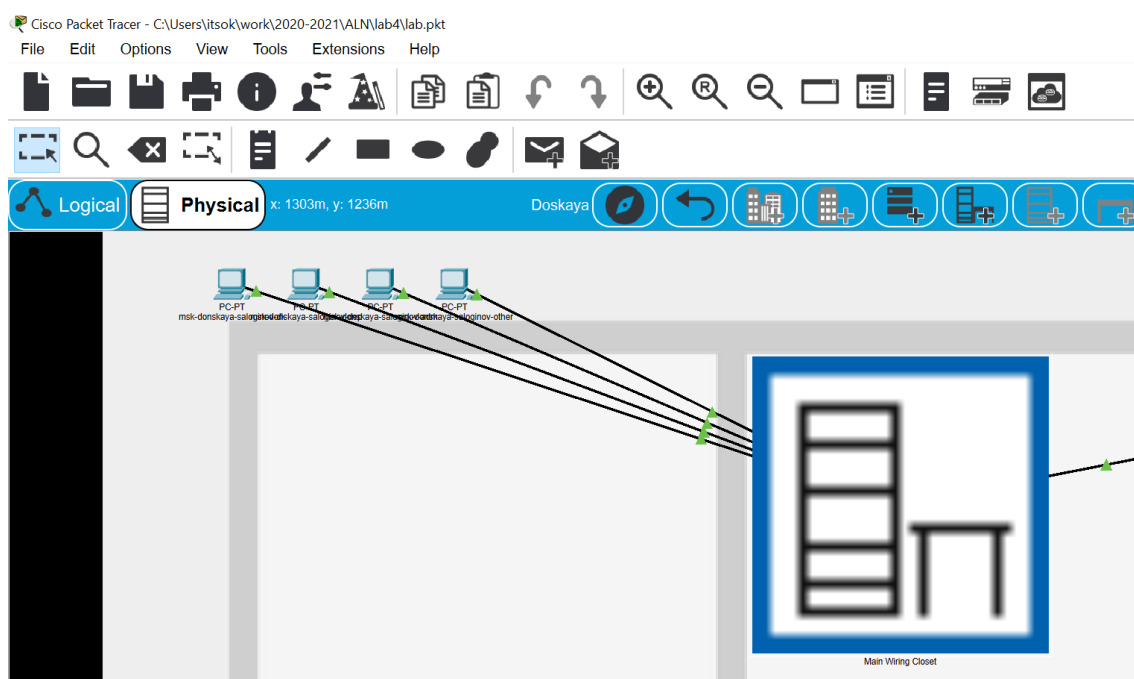 Cisco Packet Tracer - C:\Users\itsok\work\2020-2021\ALN\lab4\lab.pkt
File Edit Options View Tools Extensions Help
Logical Physical x: 1303m, y: 1236m Doskaya
PC-PT PC-PT PC-PT PC-PT
msk-donskaya-saloginov-other
Main Wiring Closet